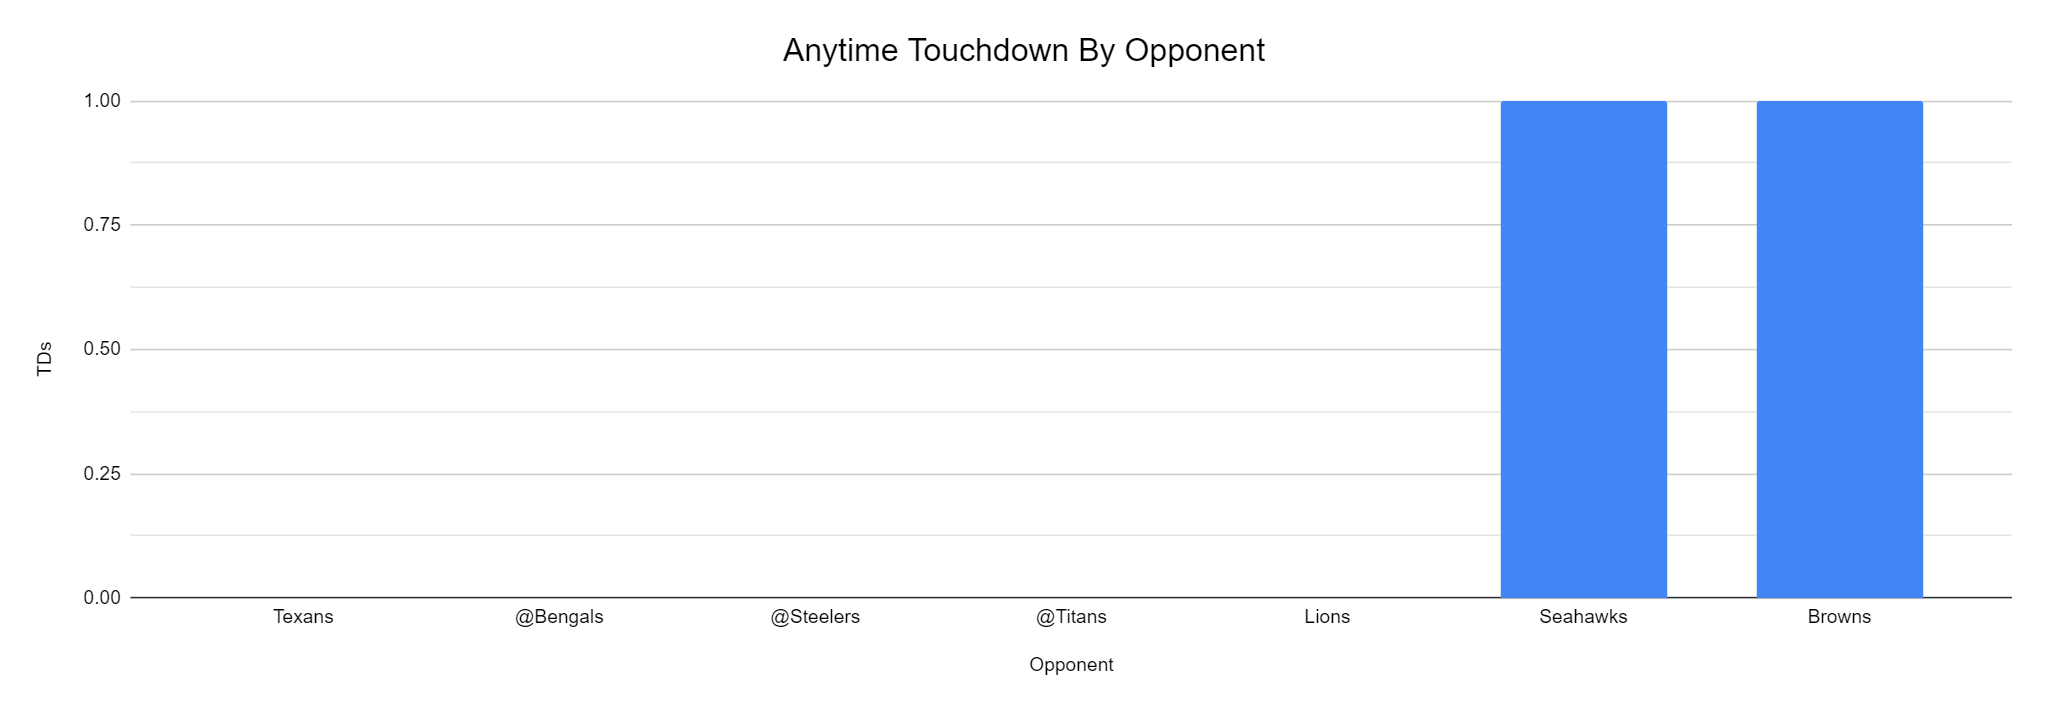 Anytime Touchdown By Opponent
1.00
0.75
0.50
0.25
0.00
TDs
Texans @Bengals @Steelers @Titans Lions Seahawks Browns
Opponent